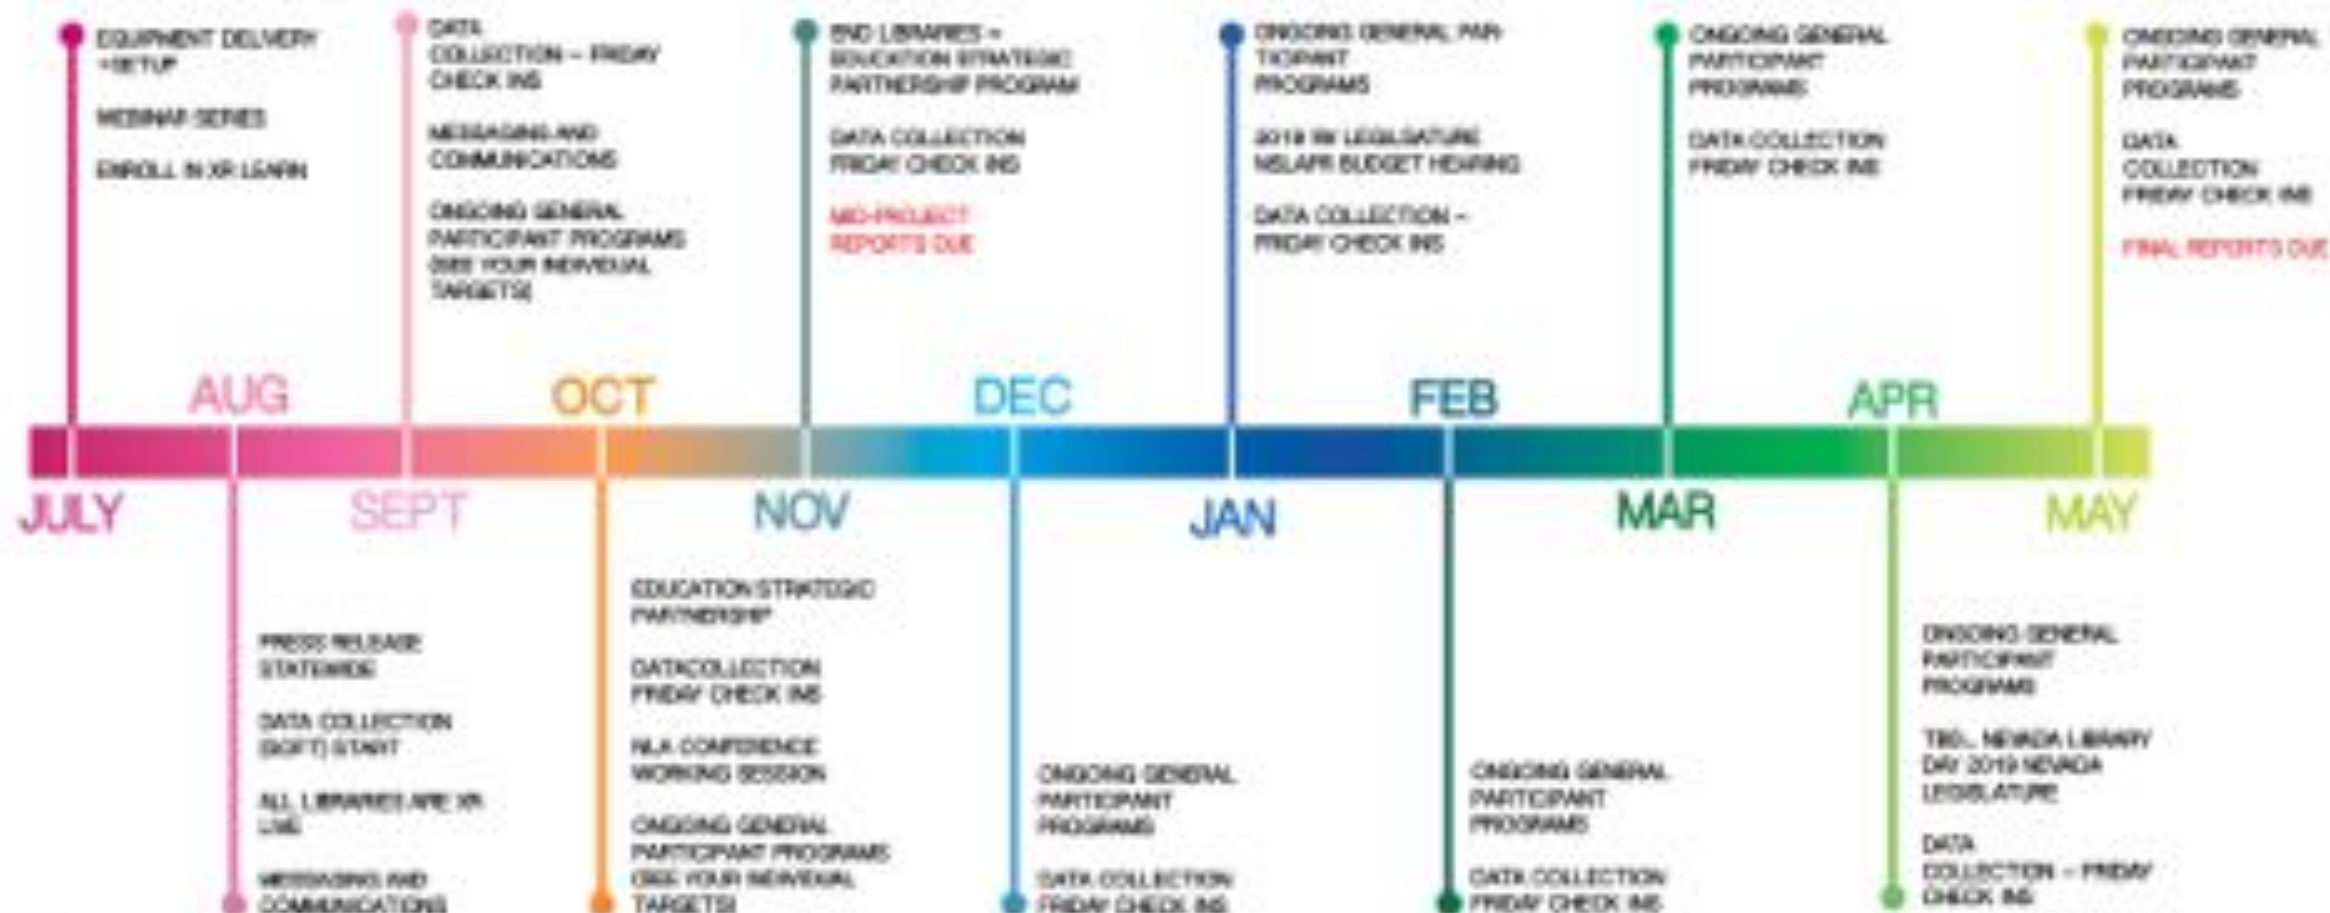 EQUIPMENT DELIVERY
+SETUP
WEBINAR SERIES
ENROLL IN XR LEARN
DATA
COLLECTION – FRIDAY
CHECK INS
MESSAGING AND
COMMUNICATIONS
ONGOING GENERAL
PARTICIPANT PROGRAMS
(SEE YOUR INDIVIDUAL
TARGETS)
END LIBRARIES –
EDUCATION STRATEGIC
PARTNERSHIP PROGRAM
DATA COLLECTION
FRIDAY CHECK INS
MID-PROJECT
REPORTS DUE
ONGOING GENERAL PAR-
TICIPANT
PROGRAMS
2019 NV LEGILSATURE
NSLAPR BUDGET HEARING
DATA COLLECTION –
FRIDAY CHECK INS
ONGOING GENERAL
PARTICIPANT
PROGRAMS
DATA COLLECTION
FRIDAY CHECK INS
ONGOING GENERAL
PARTICIPANT
PROGRAMS
DATA
COLLECTION
FRIDAY CHECK INS
FINAL REPORTS DUE
AUG
OCT
DEC
FEB
APR
JULY
SEPT
NOV
JAN
MAR
MAY
PRESS RELEASE
STATEWIDE
DATA COLLECTION
(SOFT) START
ALL LIBRARIES ARE XR
LIVE
MESSAGING AND
COMMUNICATIONS
EDUCATION STRATEGIC
PARTNERSHIP
DATACOLLECTION
FRIDAY CHECK INS
NLA CONFERENCE
WORKING SESSION
ONGOING GENERAL
PARTICIPANT PROGRAMS
(SEE YOUR INDIVIDUAL
TARGETS)
ONGOING GENERAL
PARTICIPANT
PROGRAMS
DATA COLLECTION
FRIDAY CHECK INS
ONGOING GENERAL
PARTICIPANT
PROGRAMS
DATA COLLECTION
FRIDAY CHECK INS
ONGOING GENERAL
PARTICIPANT
PROGRAMS
TBD.. NEVADA LIBRARY
DAY 2019 NEVADA
LEGISLATURE
DATA
COLLECTION – FRIDAY
CHECK INS